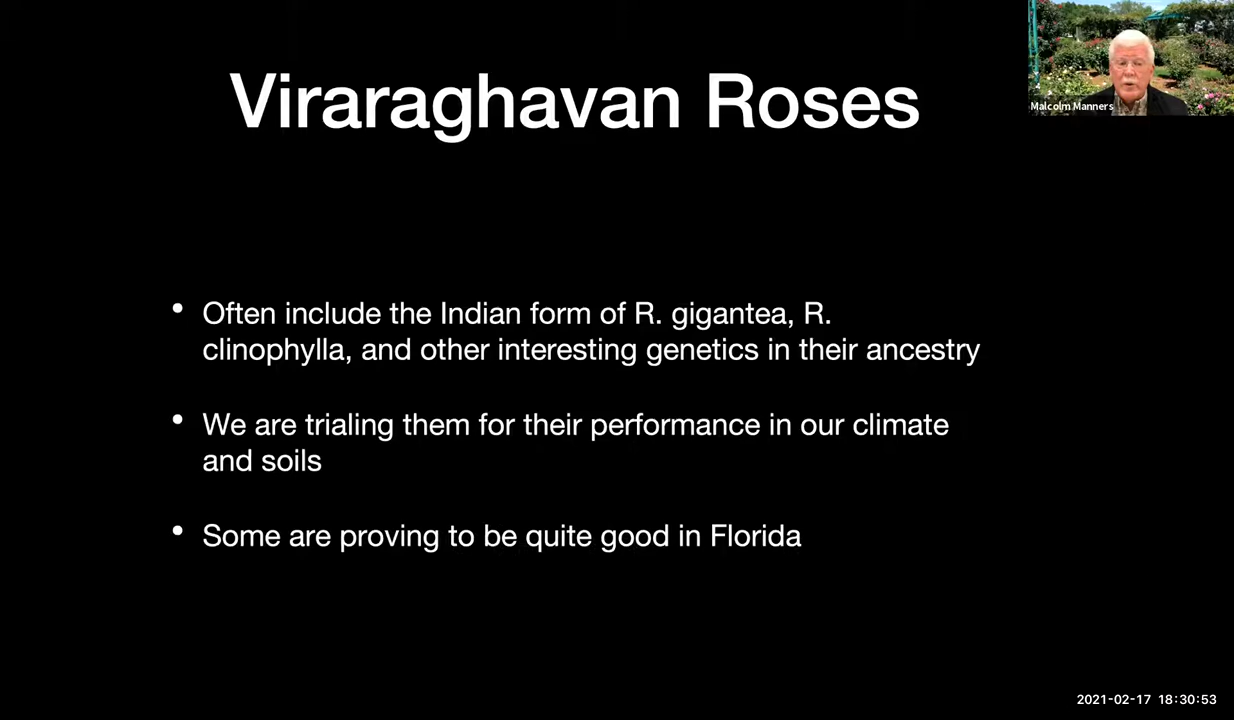 Viraraghavan Roses
Malcolm Manners
• Often include the Indian form of R. gigantea, R.
clinophylla, and other interesting genetics in their ancestry
• We are trialing them for their performance in our climate
and soils
• Some are proving to be quite good in Florida
2021-02-17 18:30:53